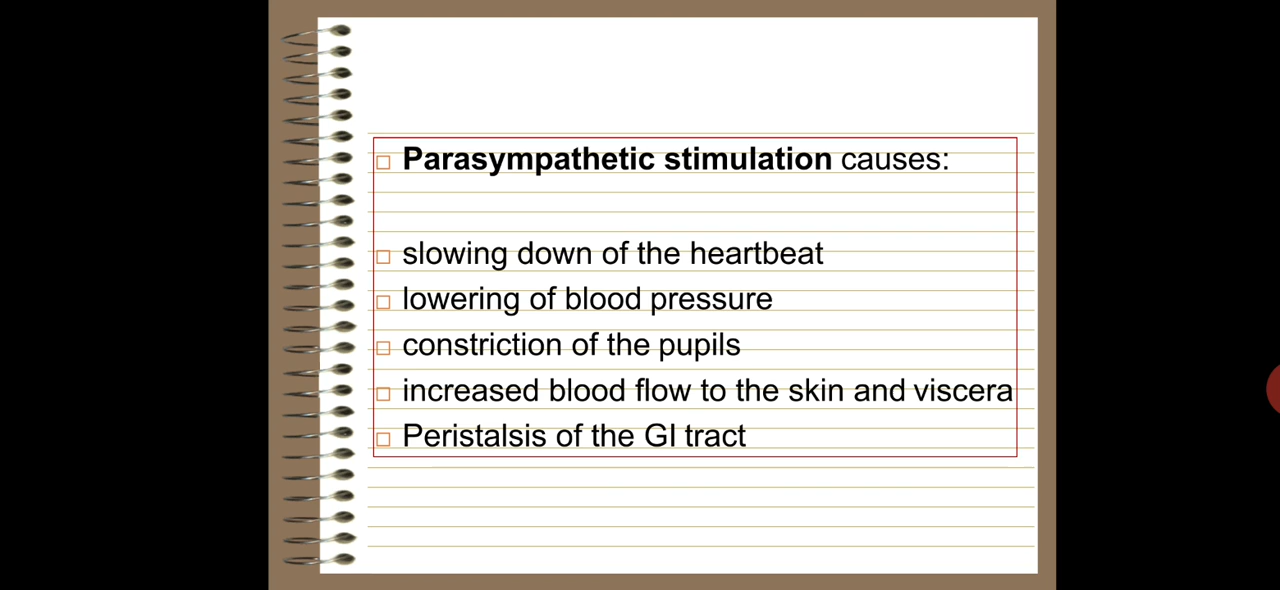 Parasympathetic stimulation causes:
slowing down of the heartbeat
lowering of blood pressure
constriction of the pupils
increased blood flow to the skin and viscera
Peristalsis of the GI tract